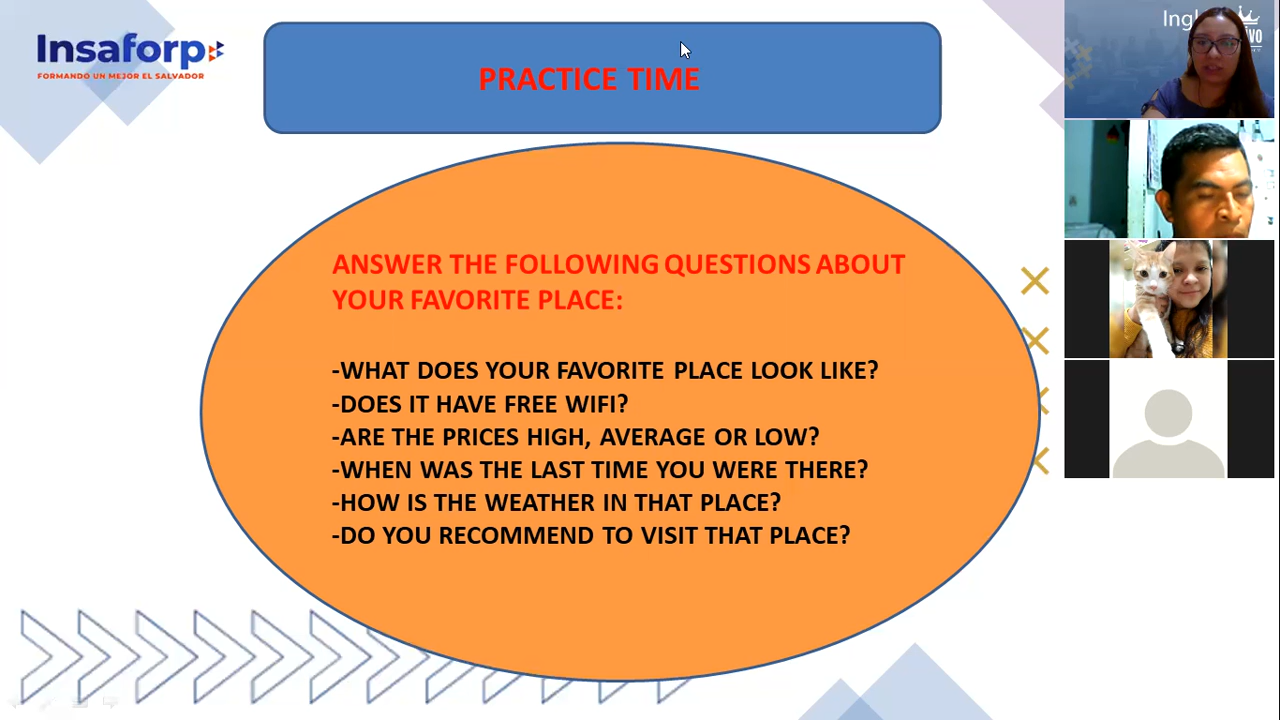 Insaforp
FORMANDO UN MEJOR EL SALVADOR
PRACTICE TIME
ANSWER THE FOLLOWING QUESTIONS ABOUT
YOUR FAVORITE PLACE:
-WHAT DOES YOUR FAVORITE PLACE LOOK LIKE?
-DOES IT HAVE FREE WIFI?
-ARE THE PRICES HIGH, AVERAGE OR LOW?
-WHEN WAS THE LAST TIME YOU WERE THERE?
-HOW IS THE WEATHER IN THAT PLACE?
-DO YOU RECOMMEND TO VISIT THAT PLACE?